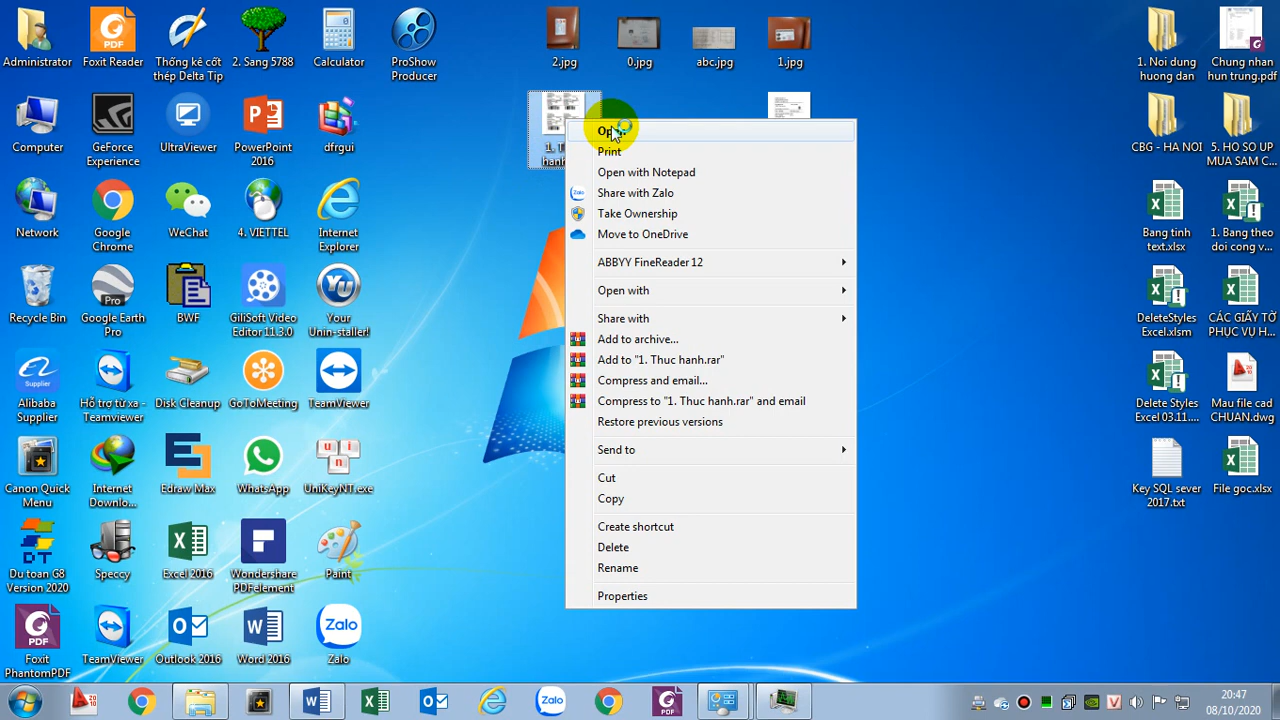 Administrator
Foxit Reader
Thống kê cốt
thép Delta Tip
2. Sang 5788
Calculator
ProShow
Producer
2.jpg
0.jpg
abc.jpg
1.jpg
1. Noi dung
huong dan
Chung nhan
hun trung.pdf
Computer
GeForce
Experience
UltraViewer
PowerPoint
2016
dfrgui
CBG - HA NOI
5. HO SO UP
MUA SAM C...
Network
Google
Chrome
WeChat
4. VIETTEL
Internet
Explorer
Bang tinh
text.xlsx
1. Bang theo
doi cong v...
Recycle Bin
Pro
Google Earth
Pro
BWF
GiliSoft Video
Editor11.3.0
Your
Unin-staller!
DeleteStyles
Excel.xlsm
CÁC GIẤY TỜ
PHỤC VỤ H...
Supplier
Alibaba
Supplier
Hỗ trợ từ xa -
Teamviewer
Disk Cleanup
GoToMeeting
TeamViewer
Delete Styles
Excel 03.11....
Mau file cad
CHUAN.dwg
Canon Quick
Menu
Internet
Downlo...
Edraw Max
WhatsApp
UniKeyNT.exe
Key SQL sever
2017.txt
File goc.xlsx
Du toan G8
Version 2020
Speccy
Excel 2016
Wondershare
PDFelement
Paint
PDF
Foxit
PhantomPDF
TeamViewer
Outlook 2016
Word 2016
Zalo
Zalo
Print
Open with Notepad
Zalo
Share with Zalo
Take Ownership
Move to OneDrive
ABBYY FineReader 12
Open with
Share with
Add to archive...
Add to "1. Thuc hanh.rar"
Compress and email...
Compress to "1. Thuc hanh.rar" and email
Restore previous versions
Send to
Cut
Copy
Create shortcut
Delete
Rename
Properties
Zalo
PDF
V
20:47
08/10/2020